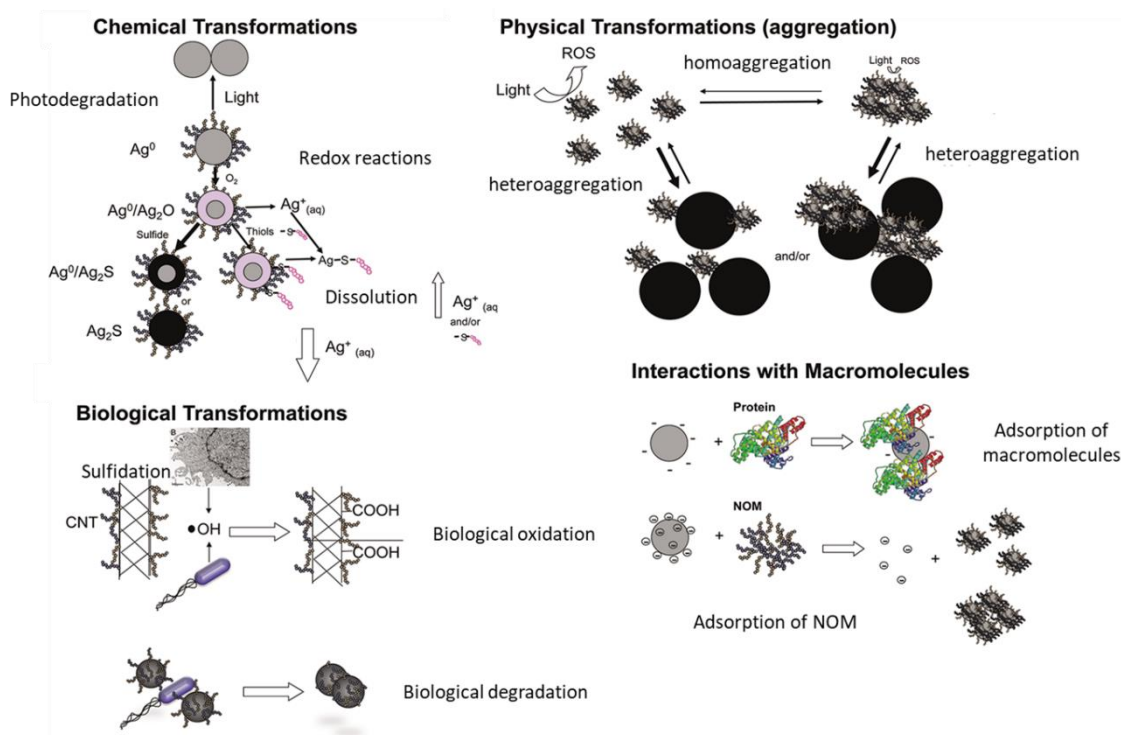 Chemical Transformations
Photodegradation
Light
Ag⁰
O₂
Redox reactions
Ag⁰/Ag₂O
Ag⁺(aq)
Sulfide
Thiols
-S-
Ag⁰/Ag₂S
Ag-S-
S-
S-
or
Ag₂S
Dissolution
Ag⁺(aq
and/or
-S-
Ag⁺(aq)
Physical Transformations (aggregation)
ROS
Light
homoaggregation
Light ROS
heteroaggregation
heteroaggregation
and/or
Biological Transformations
B
Sulfidation
CNT
●OH
COOH
COOH
Biological oxidation
Biological degradation
Interactions with Macromolecules
Protein
+
Adsorption of
macromolecules
NOM
+
+
Adsorption of NOM